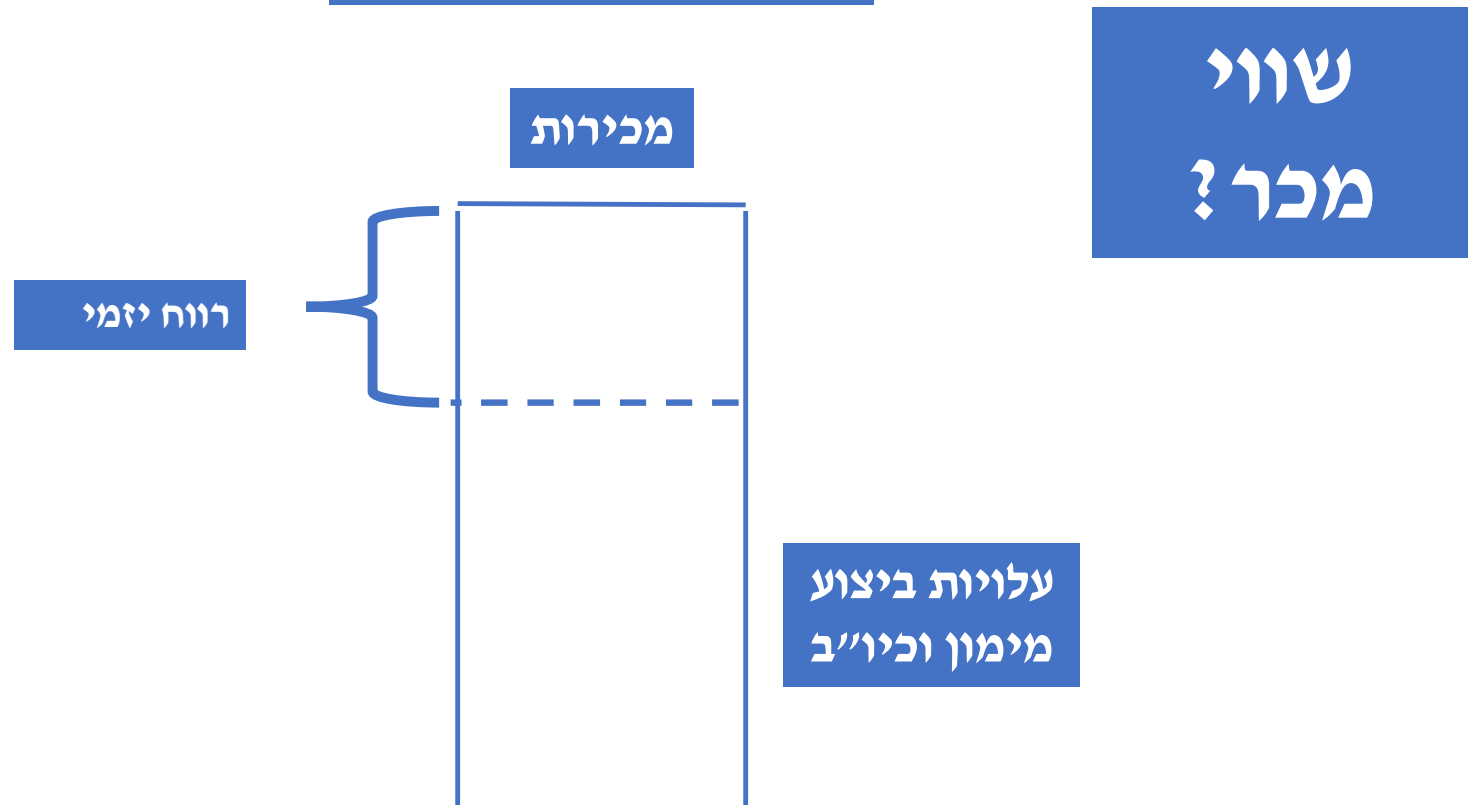 שווי
מכר?
מכירות
רווח יזמי
עלויות ביצוע
מימון וכיו״ב